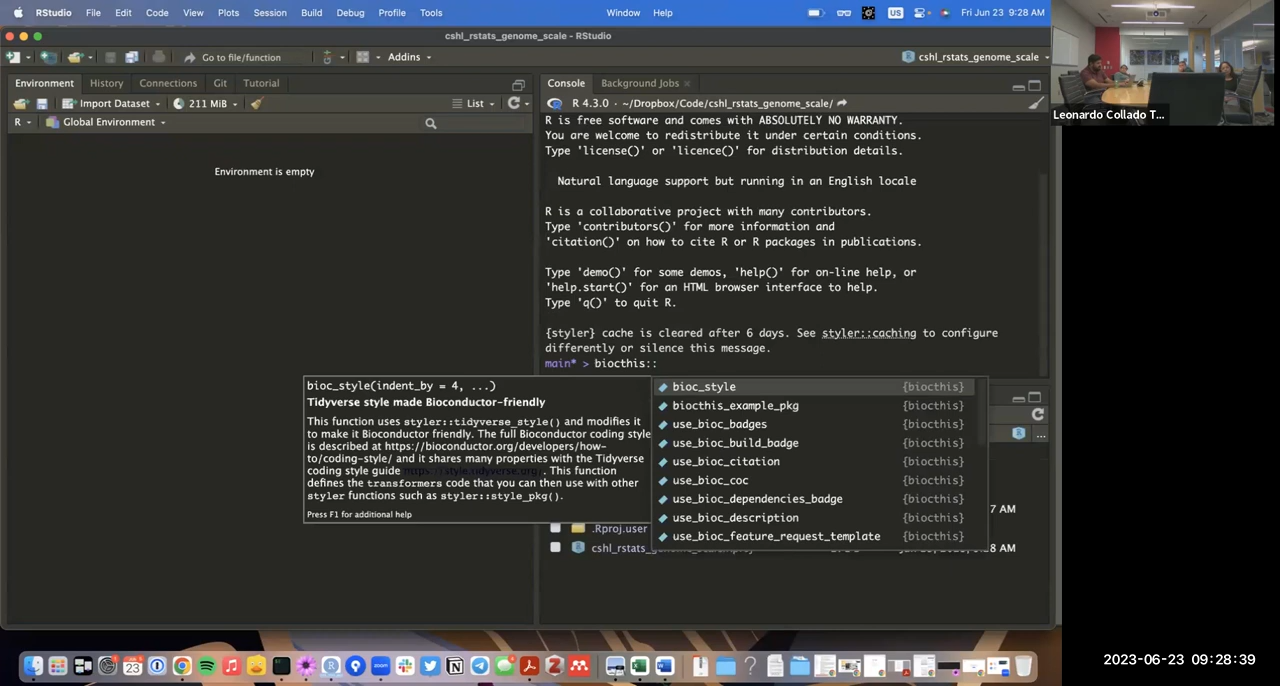 RStudio File Edit Code View Plots Session Build Debug Profile Tools Window Help US Fri Jun 23 9:28 AM
cshl_rstats_genome_scale - RStudio
Go to file/function Addins cshl_rstats_genome_scale
Environment History Connections Git Tutorial
Import Dataset 211 MiB List
R Global Environment
Environment is empty
Console Background Jobs
R 4.3.0 · ~/Dropbox/Code/cshl_rstats_genome_scale/
R is free software and comes with ABSOLUTELY NO WARRANTY.
You are welcome to redistribute it under certain conditions.
Type 'license()' or 'licence()' for distribution details.
Natural language support but running in an English locale
R is a collaborative project with many contributors.
Type 'contributors()' for more information and
'citation()' on how to cite R or R packages in publications.
Type 'demo()' for some demos, 'help()' for on-line help, or
'help.start()' for an HTML browser interface to help.
Type 'q()' to quit R.
{styler} cache is cleared after 6 days. See styler::caching to configure
differently or silence this message.
main* > biocthis::
bioc_style(indent_by = 4, ...)
Tidyverse style made Bioconductor-friendly
This function uses styler::tidyverse_style() and modifies it
to make it Bioconductor friendly. The full Bioconductor coding style
is described at https://bioconductor.org/developers/how-
to/coding-style/ and it shares many properties with the Tidyverse
coding style guide https://style.tidyverse.org. This function
defines the transformers code that you can then use with other
styler functions such as styler::style_pkg().
Press F1 for additional help
bioc_style {biocthis}
biocthis_example_pkg {biocthis}
use_bioc_badges {biocthis}
use_bioc_build_badge {biocthis}
use_bioc_citation {biocthis}
use_bioc_coc {biocthis}
use_bioc_dependencies_badge {biocthis}
use_bioc_description {biocthis}
use_bioc_feature_request_template {biocthis}
...
7 AM
.Rproj.user
8 AM
Leonardo Collado T...
23
2023-06-23 09:28:39